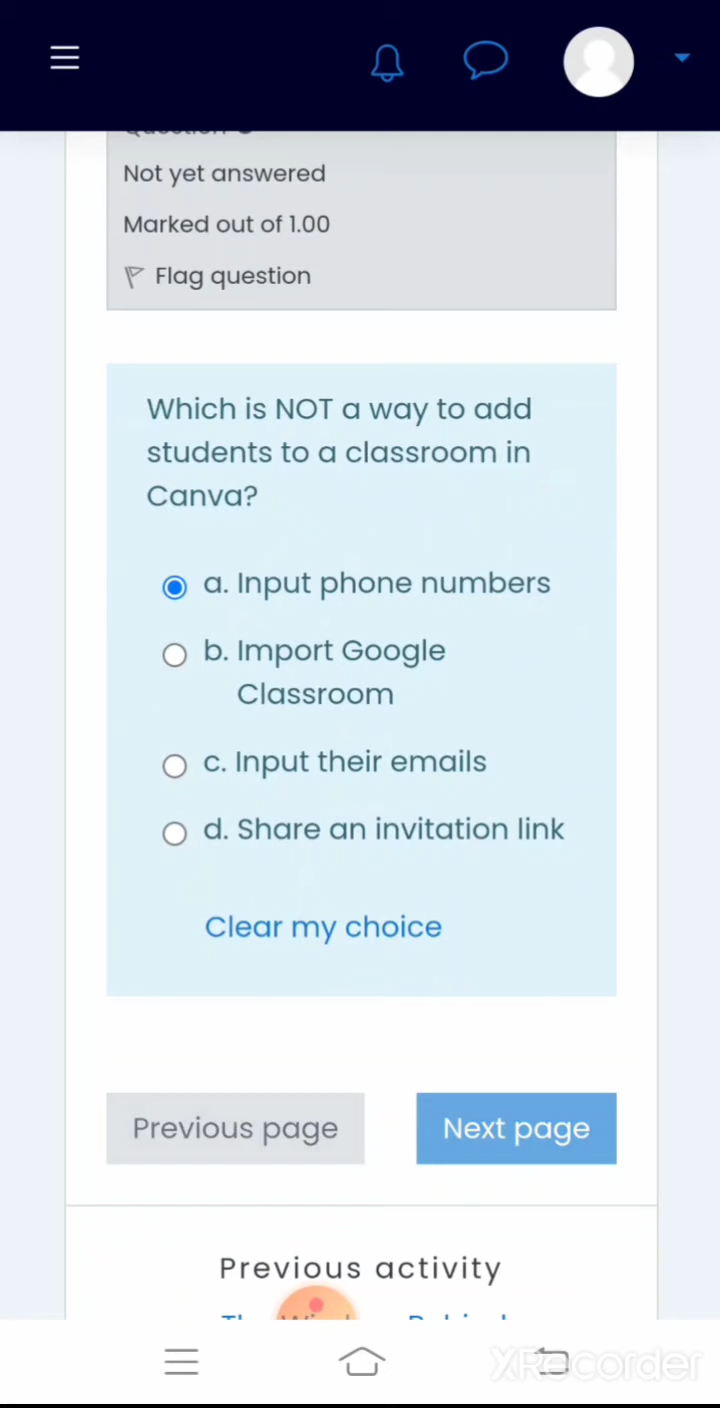 Not yet answered
Marked out of 1.00
Flag question
Which is NOT a way to add
students to a classroom in
Canva?
a. Input phone numbers
b. Import Google
Classroom
c. Input their emails
d. Share an invitation link
Clear my choice
Previous page
Next page
Previous activity
XRecorder